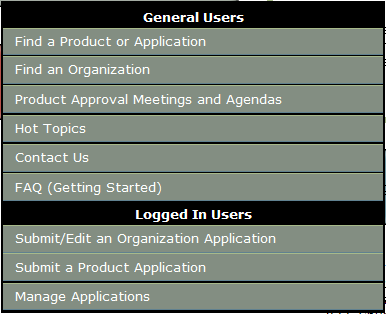 General Users
Find a Product or Application
Find an Organization
Product Approval Meetings and Agendas
Hot Topics
Contact Us
FAQ (Getting Started)
Logged In Users
Submit/Edit an Organization Application
Submit a Product Application
Manage Applications